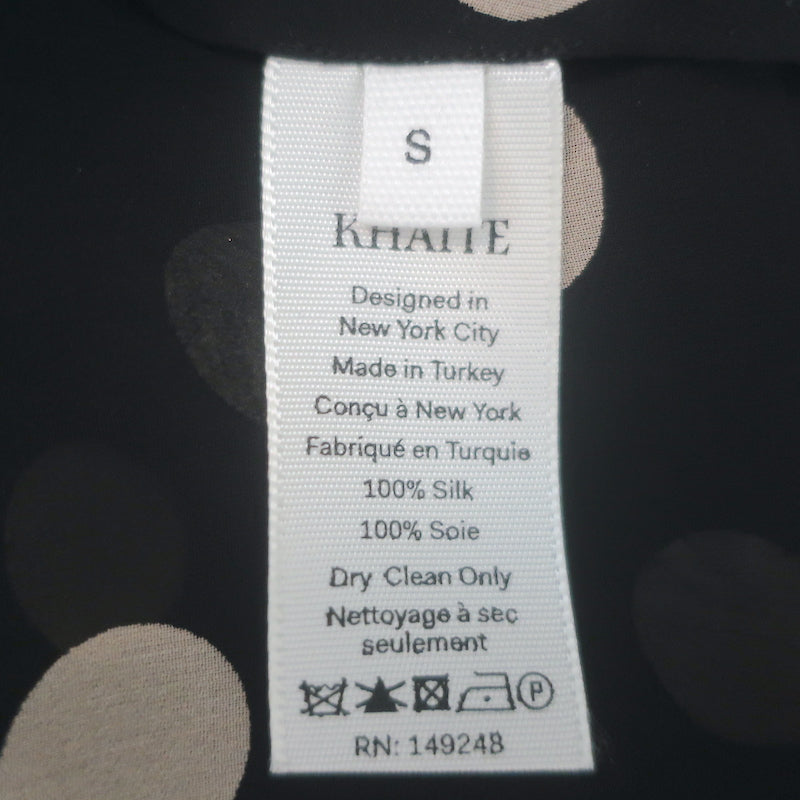 S
KHAITE
Designed in
New York City
Made in Turkey
Conçu à New York
Fabriqué en Turquie
100% Silk
100% Soie
Dry Clean Only
Nettoyage à sec
seulement
P
RN: 149248